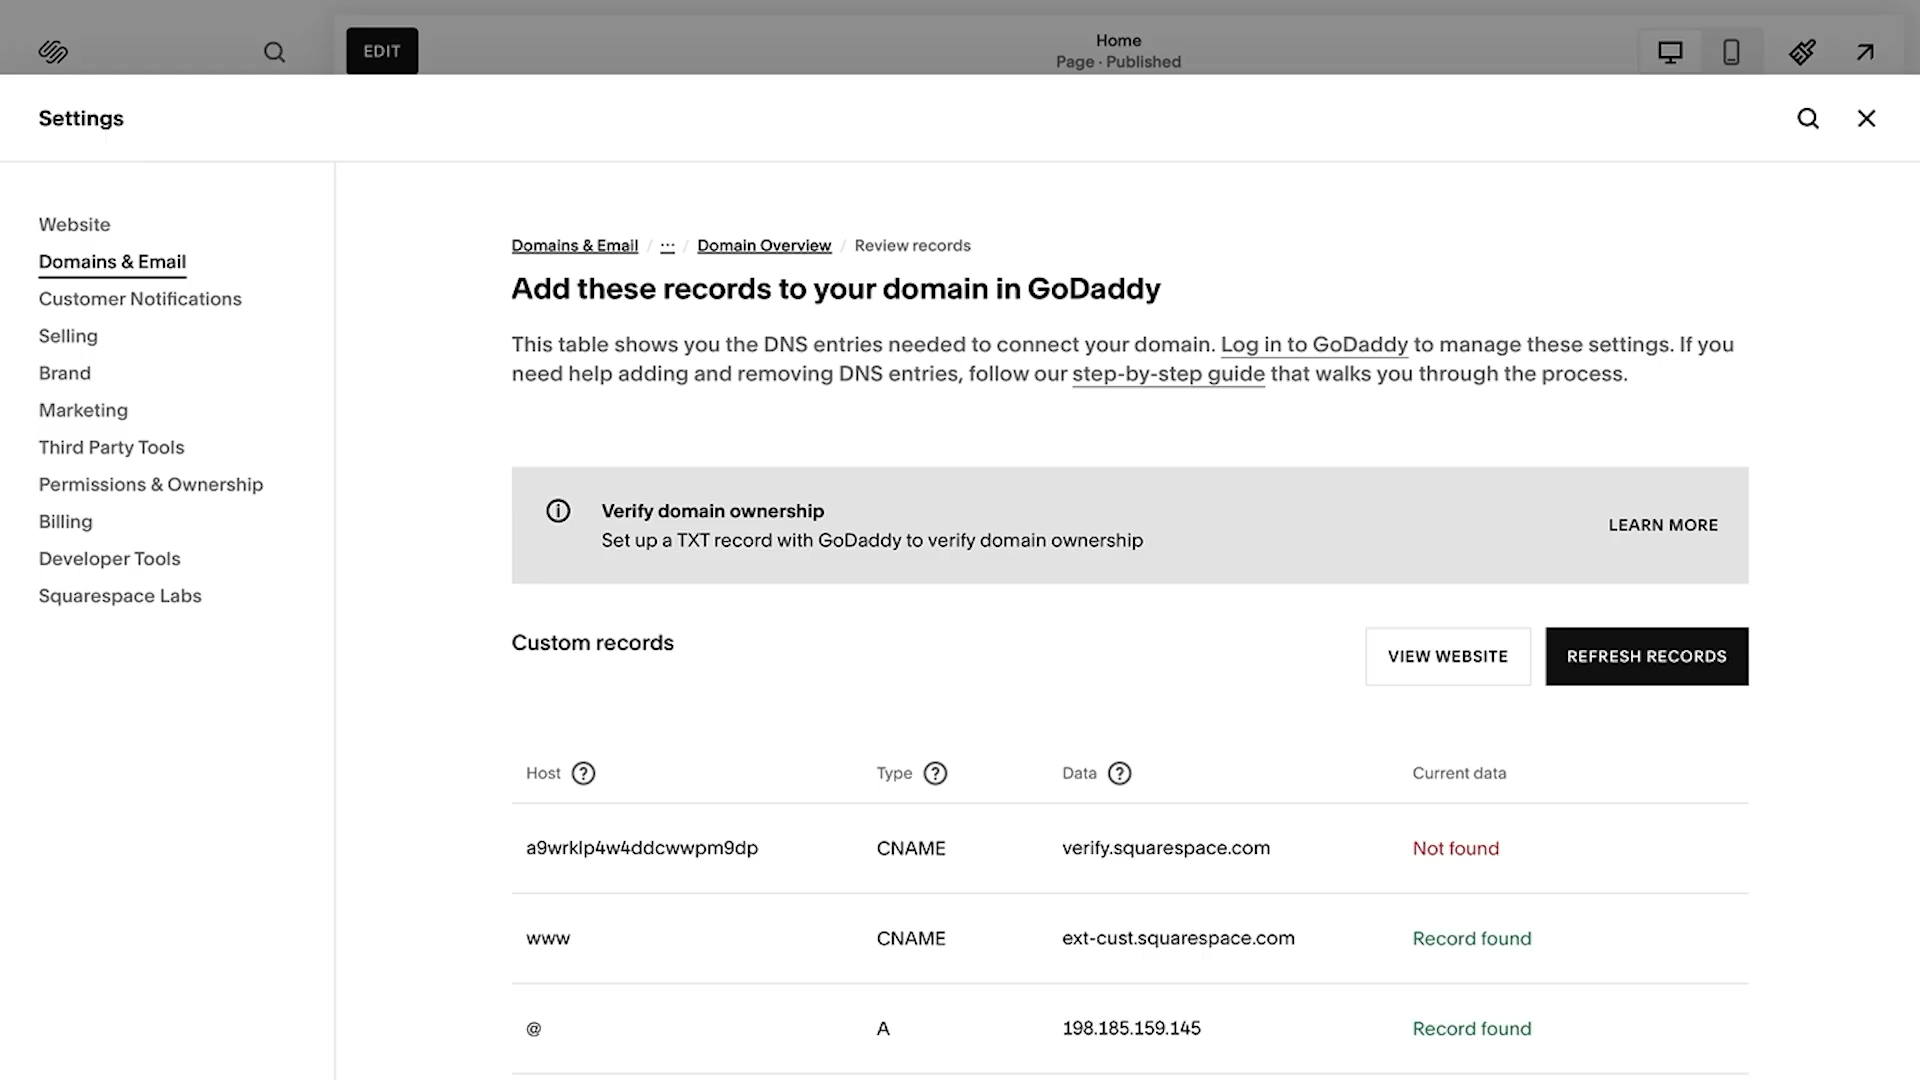 EDIT
Home
Page · Published
Settings
Website
Domains & Email
Customer Notifications
Selling
Brand
Marketing
Third Party Tools
Permissions & Ownership
Billing
Developer Tools
Squarespace Labs
Domains & Email / ... / Domain Overview / Review records
Add these records to your domain in GoDaddy
This table shows you the DNS entries needed to connect your domain. Log in to GoDaddy to manage these settings. If you
need help adding and removing DNS entries, follow our step-by-step guide that walks you through the process.
Verify domain ownership
Set up a TXT record with GoDaddy to verify domain ownership
LEARN MORE
Custom records
VIEW WEBSITE
REFRESH RECORDS
Host ? Type ? Data ? Current data
a9wrklp4w4ddcwwpm9dp CNAME verify.squarespace.com Not found
www CNAME ext-cust.squarespace.com Record found
@ A 198.185.159.145 Record found